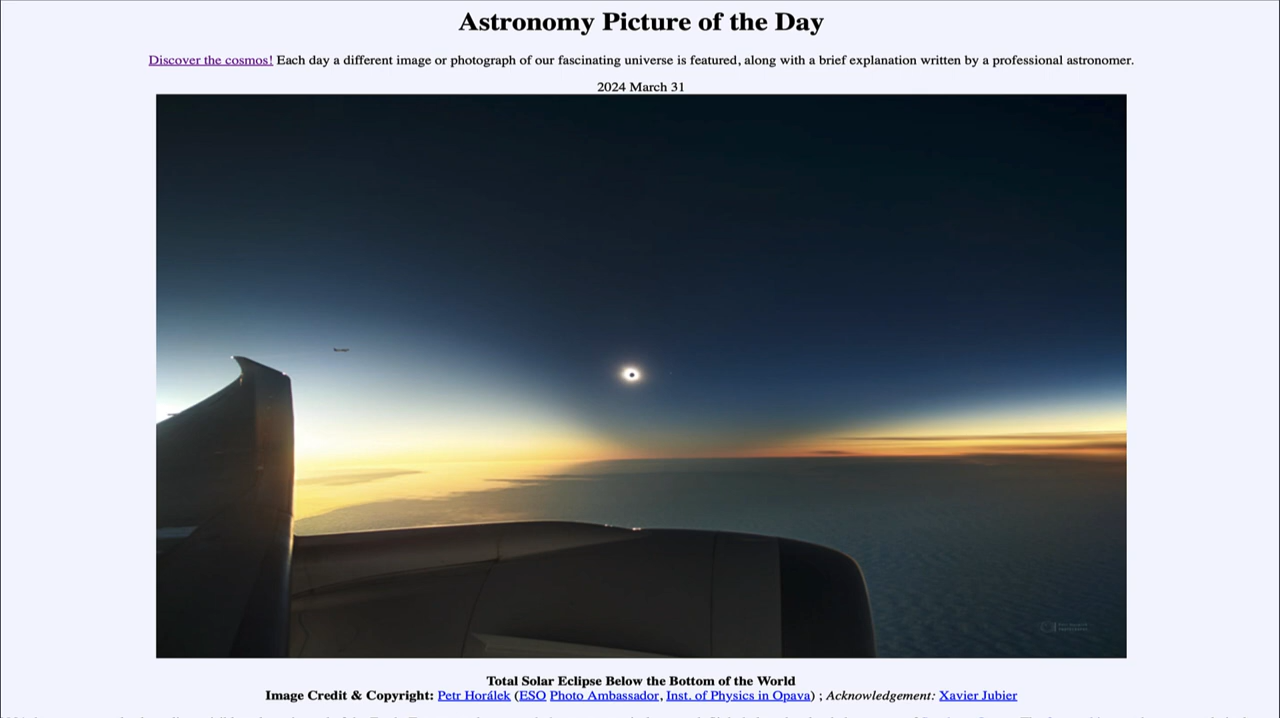 Astronomy Picture of the Day
Discover the cosmos! Each day a different image or photograph of our fascinating universe is featured, along with a brief explanation written by a professional astronomer.
2024 March 31
Total Solar Eclipse Below the Bottom of the World
Image Credit & Copyright: Petr Horálek (ESO Photo Ambassador, Inst. of Physics in Opava) ; Acknowledgement: Xavier Jubier